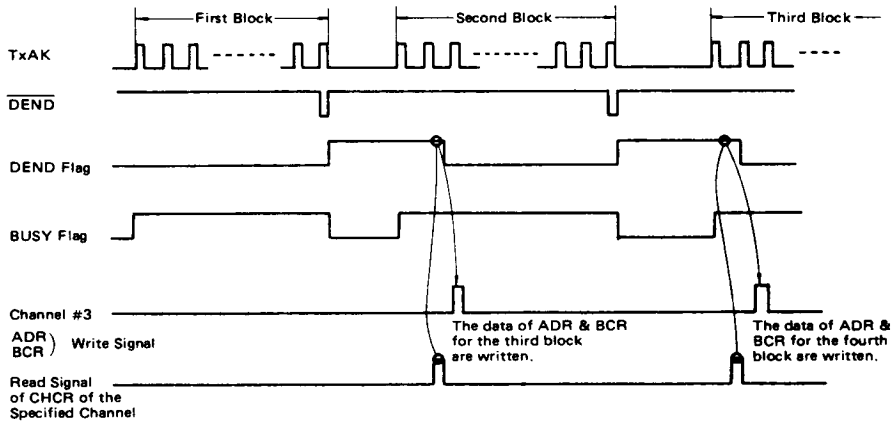 First Block
Second Block
Third Block
TxAK
DEND
DEND Flag
BUSY Flag
Channel #3
ADR
BCR ) Write Signal
The data of ADR & BCR
for the third block
are written.
The data of ADR &
BCR for the fourth
block are written.
Read Signal
of CHCR of the
Specified Channel